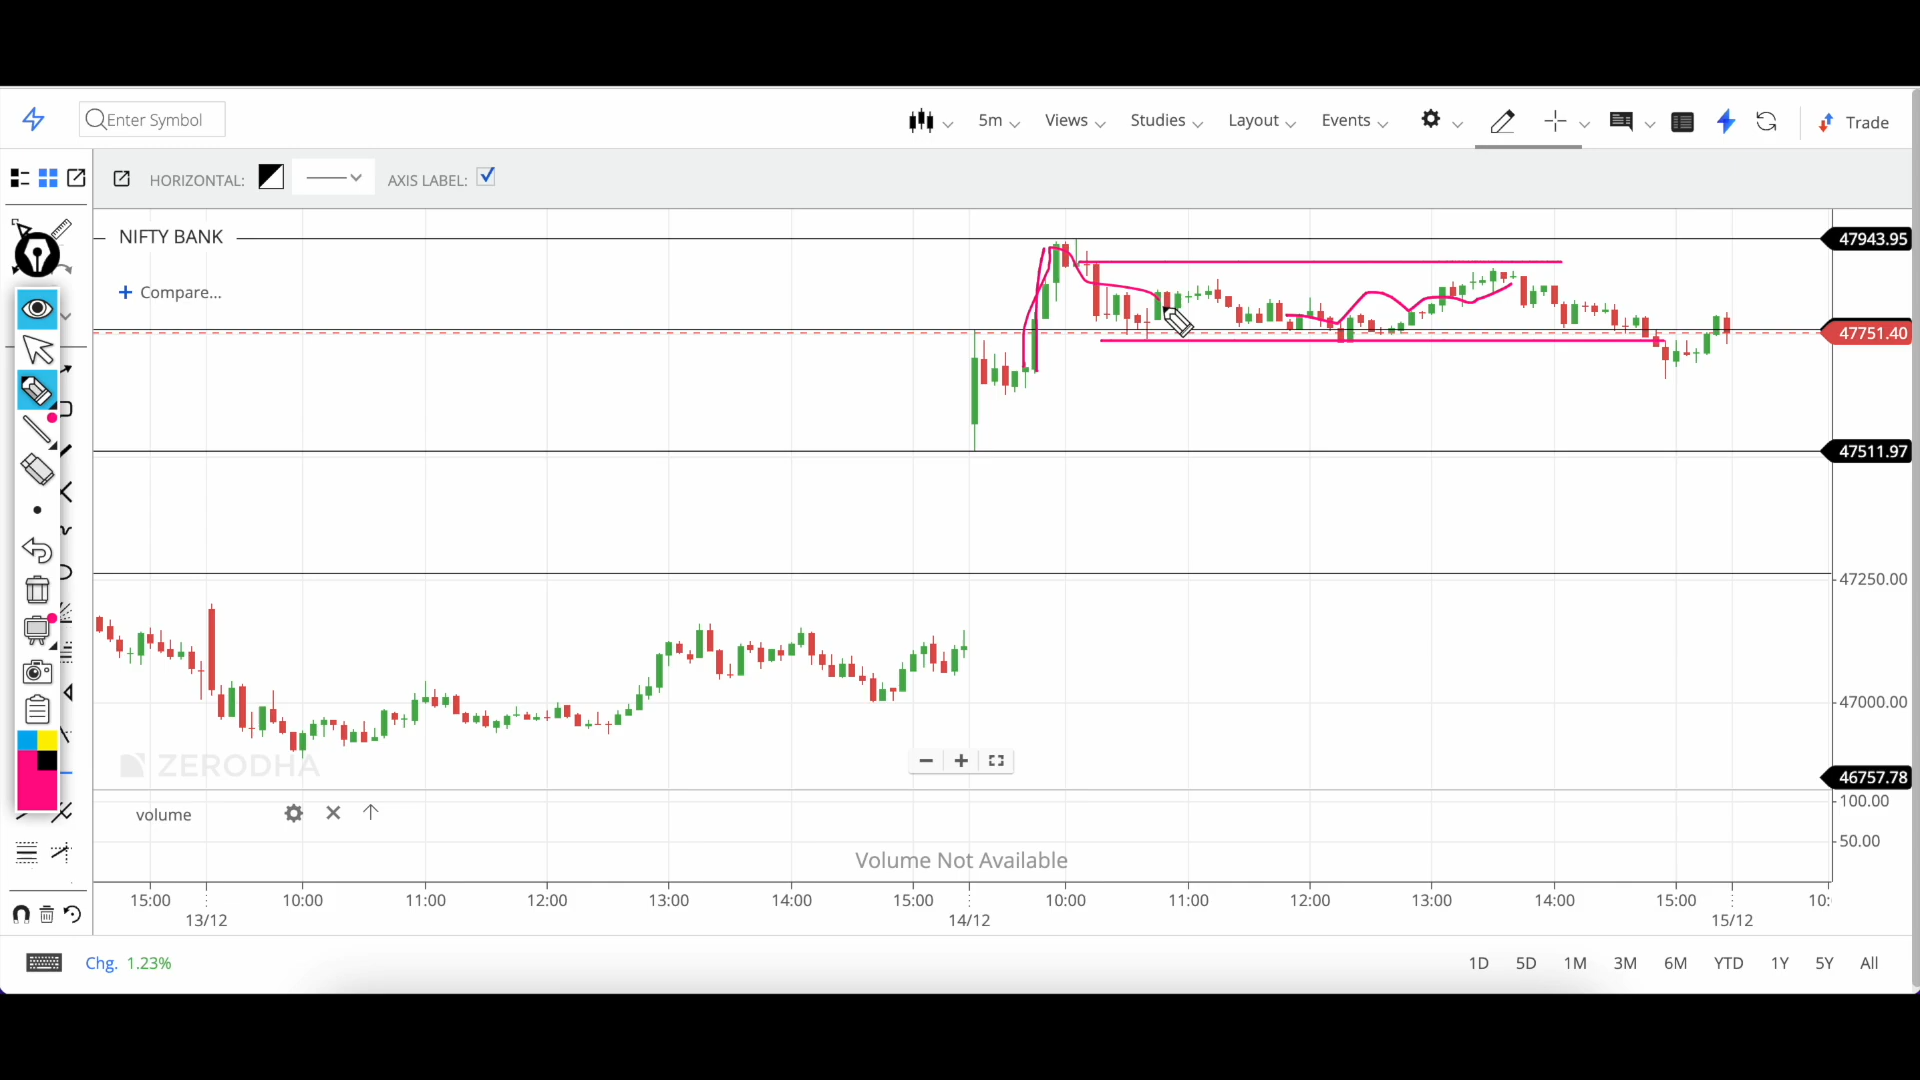 Enter Symbol
5m
Views
Studies
Layout
Events
Trade
HORIZONTAL:
AXIS LABEL:
NIFTY BANK
47943.95
+ Compare...
47751.40
47511.97
47250.00
47000.00
ZERODHA
46757.78
volume
100.00
50.00
Volume Not Available
15:00 10:00 11:00 12:00 13:00 14:00 15:00 10:00 11:00 12:00 13:00 14:00 15:00 10:
13/12 14/12 15/12
Chg. 1.23%
1D 5D 1M 3M 6M YTD 1Y 5Y All